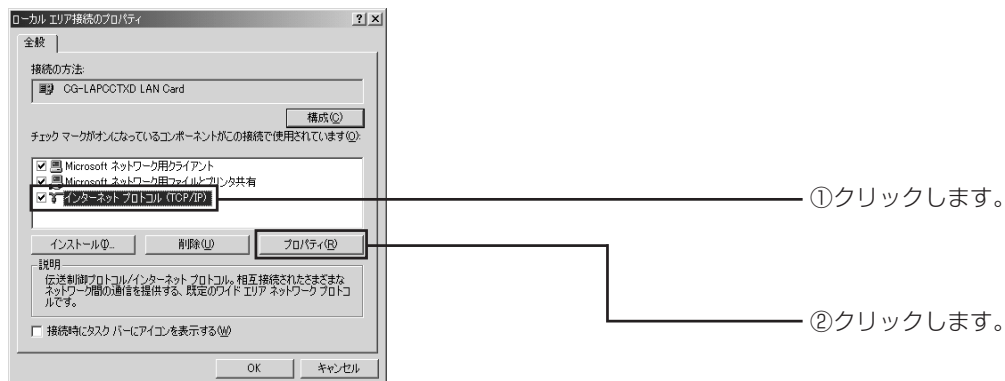 ローカル エリア接続のプロパティ
全般
接続の方法:
CG-LAPCCTXD LAN Card
構成(C)
チェック マークがオンになっているコンポーネントがこの接続で使用されています(O):
Microsoft ネットワーク用クライアント
Microsoft ネットワーク用ファイルとプリンタ共有
インターネット プロトコル (TCP/IP)
①クリックします。
インストール(I)... 削除(U) プロパティ(R)
説明
伝送制御プロトコル/インターネット プロトコル。相互接続されたさまざまな
ネットワーク間の通信を提供する、既定のワイド エリア ネットワーク プロトコ
ルです。
接続時にタスク バーにアイコンを表示する(W)
②クリックします。
OK キャンセル